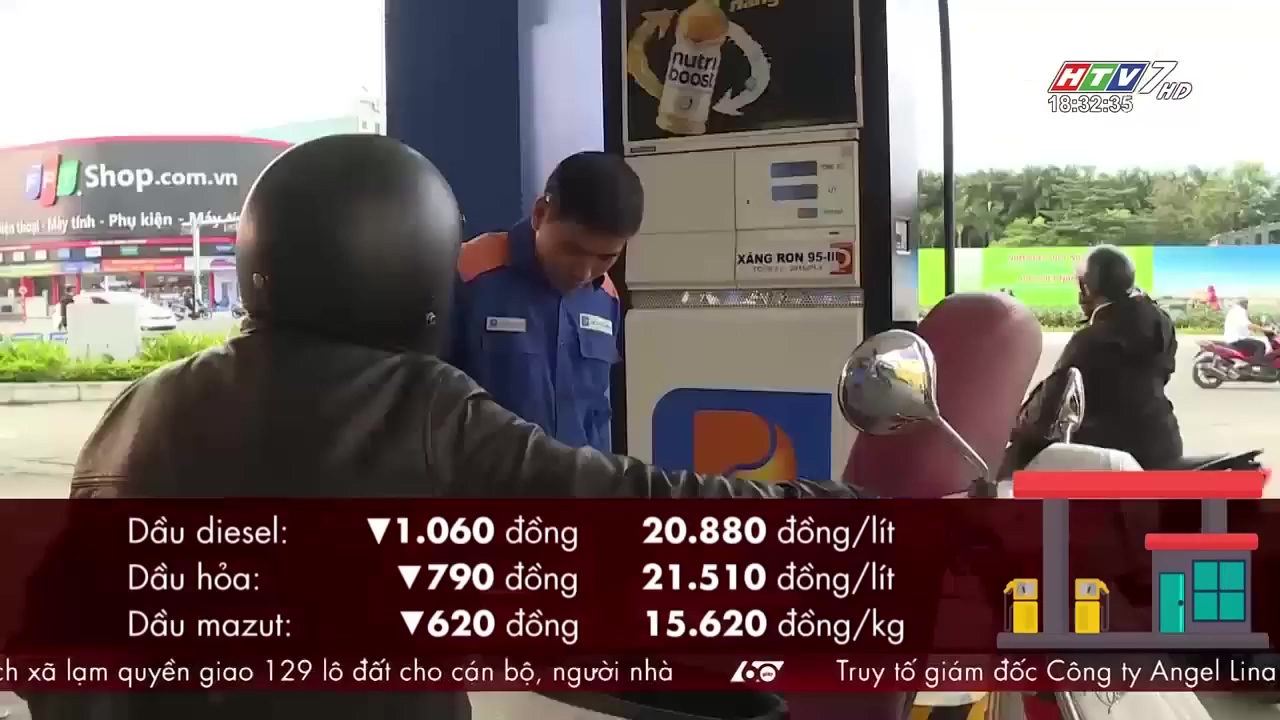 nutri
boost
HTV7 HD
18:32:35
Shop.com.vn
Điện thoại - Máy tính - Phụ kiện - Máy
XĂNG RON 95-III
Dầu diesel: ▼1.060 đồng 20.880 đồng/lít
Dầu hỏa: ▼790 đồng 21.510 đồng/lít
Dầu mazut: ▼620 đồng 15.620 đồng/kg
ch xã lạm quyền giao 129 lô đất cho cán bộ, người nhà 60 Truy tố giám đốc Công ty Angel Lina